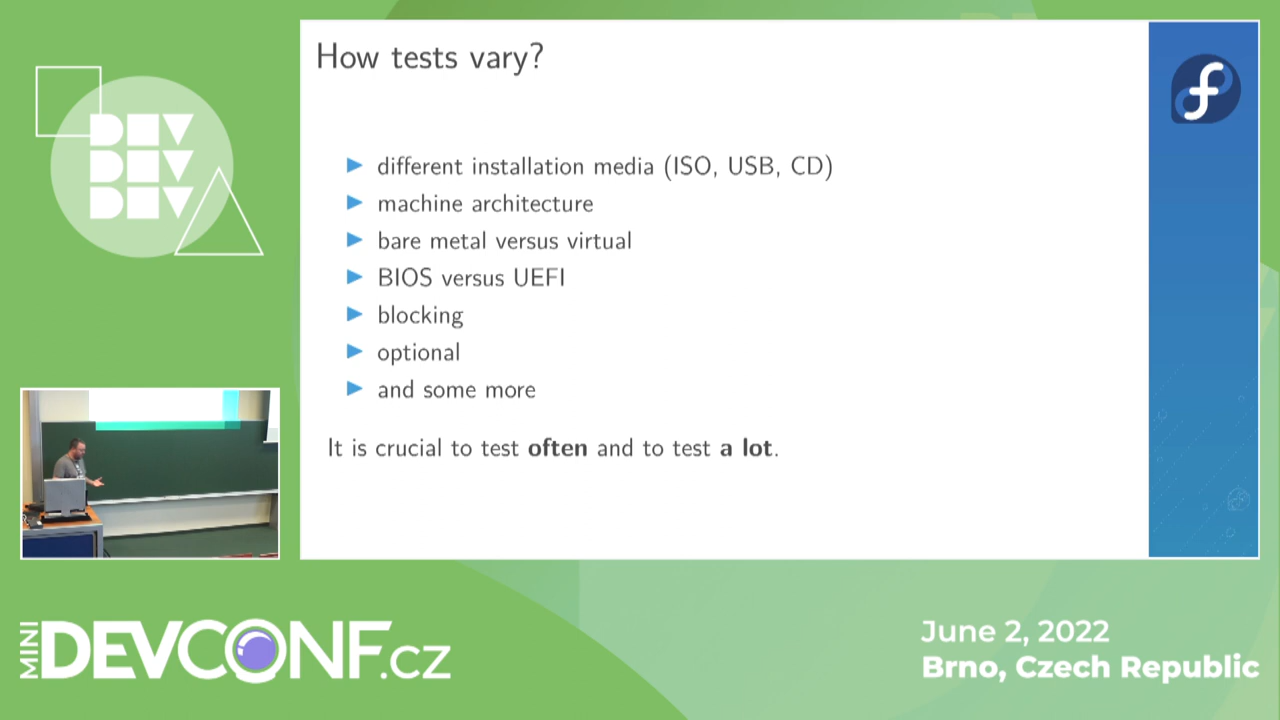 DEV
DEV
DEV
How tests vary?
different installation media (ISO, USB, CD)
machine architecture
bare metal versus virtual
BIOS versus UEFI
blocking
optional
and some more
It is crucial to test often and to test a lot.
MINI
DEVCONF.CZ
June 2, 2022
Brno, Czech Republic